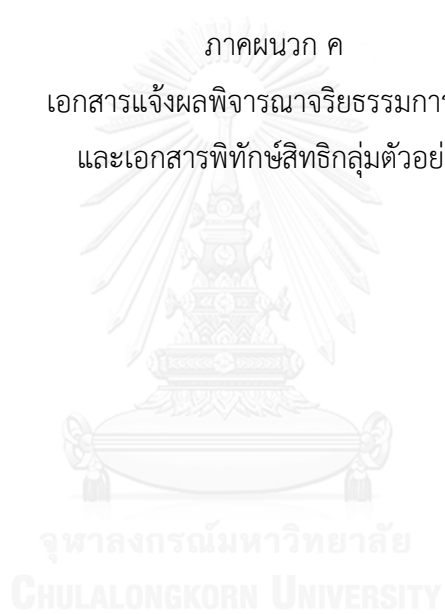 ภาคผนวก ค
เอกสารแจ้งผลพิจารณาจริยธรรมการ
และเอกสารพิทักษ์สิทธิกลุ่มตัวอย่
จุฬาลงกรณ์มหาวิทยาลัย
CHULALONGKORN UNIVERSITY